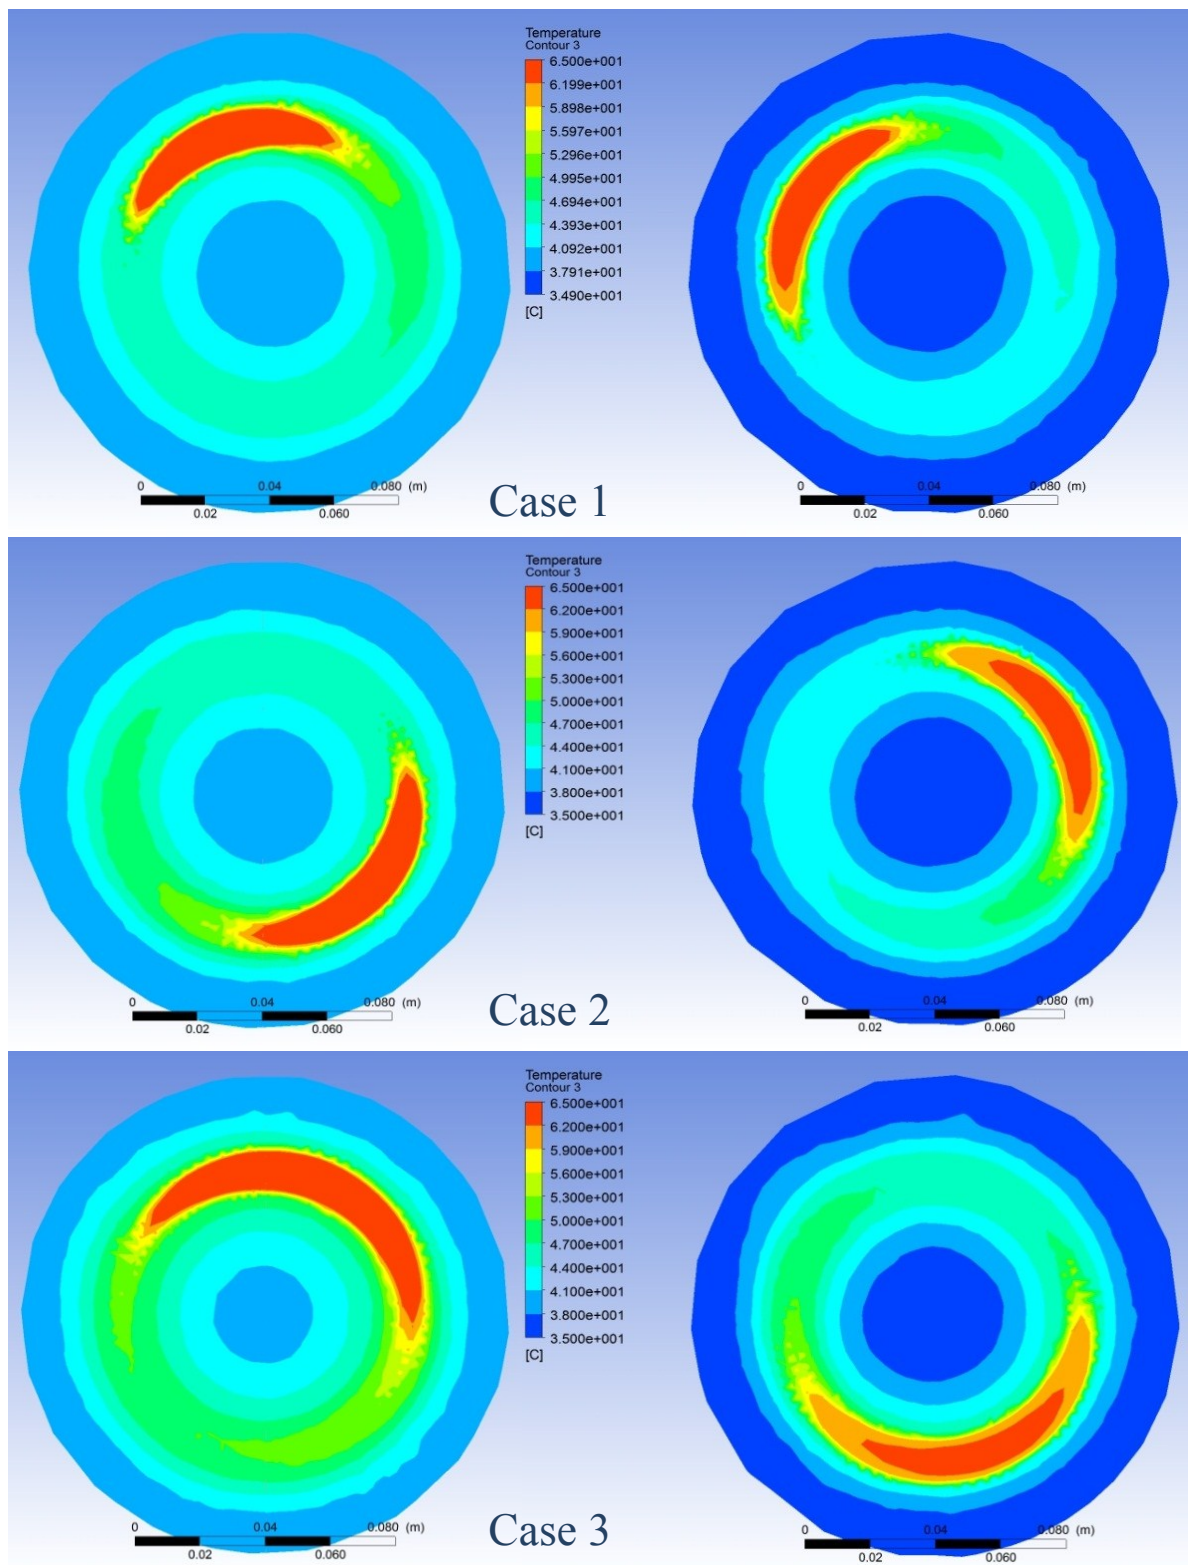 Temperature
Contour 3
6.500e+001
6.199e+001
5.898e+001
5.597e+001
5.296e+001
4.995e+001
4.694e+001
4.393e+001
4.092e+001
3.791e+001
3.490e+001
[C]
0 0.04 0.080 (m)
0.02 0.060
Case 1
0 0.04 0.080 (m)
0.02 0.060
Temperature
Contour 3
6.500e+001
6.200e+001
5.900e+001
5.600e+001
5.300e+001
5.000e+001
4.700e+001
4.400e+001
4.100e+001
3.800e+001
3.500e+001
[C]
0 0.04 0.080 (m)
0.02 0.060
Case 2
0 0.04 0.080 (m)
0.02 0.060
Temperature
Contour 3
6.500e+001
6.200e+001
5.900e+001
5.600e+001
5.300e+001
5.000e+001
4.700e+001
4.400e+001
4.100e+001
3.800e+001
3.500e+001
[C]
0 0.04 0.080 (m)
0.02 0.060
Case 3
0 0.04 0.080 (m)
0.02 0.060